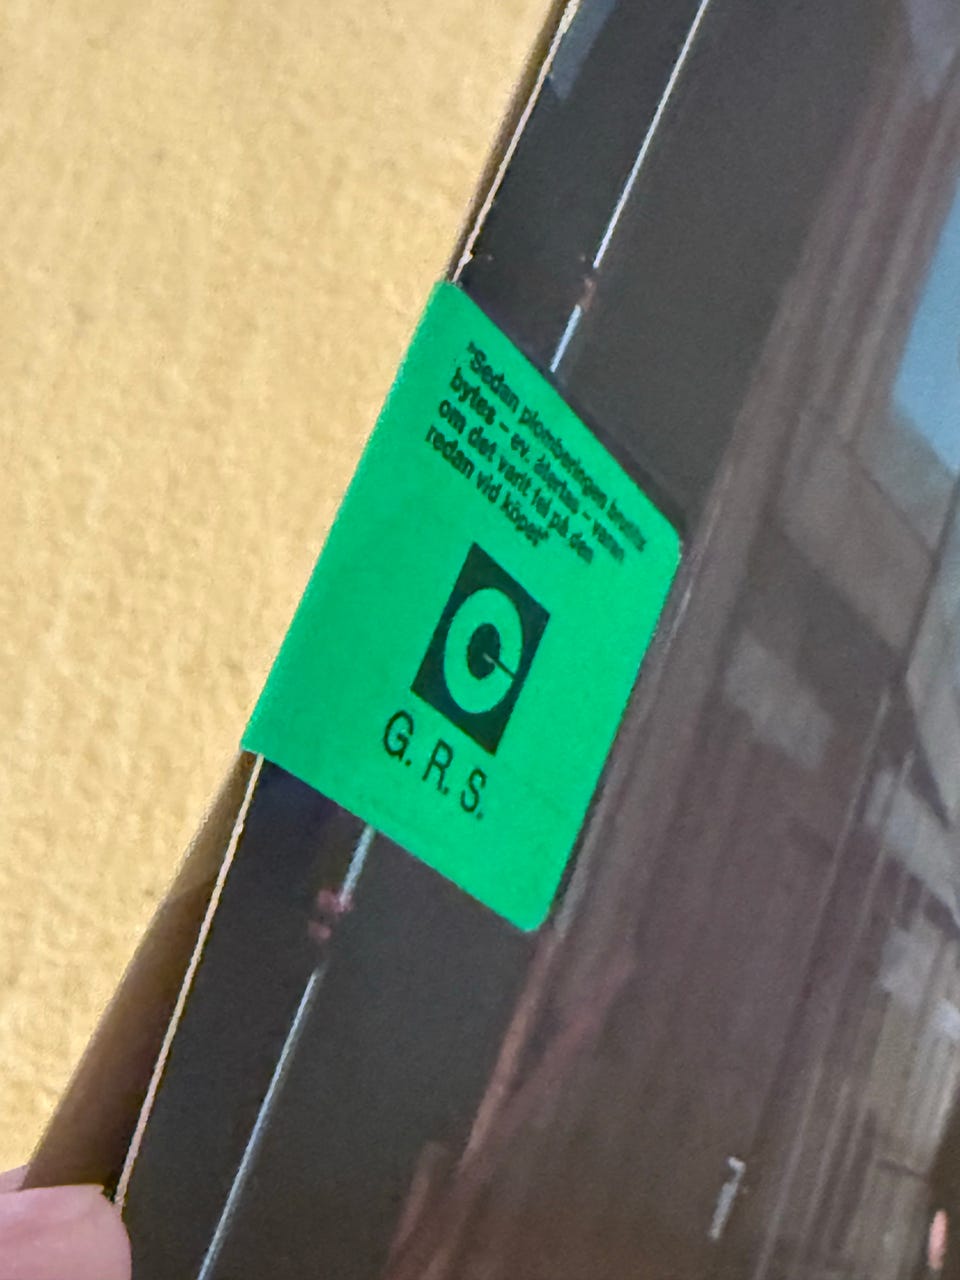 "Sedan plomberingen brutits
bytes – ev. återtas – varan
om det varit fel på den
redan vid köpet"
G. R. S.